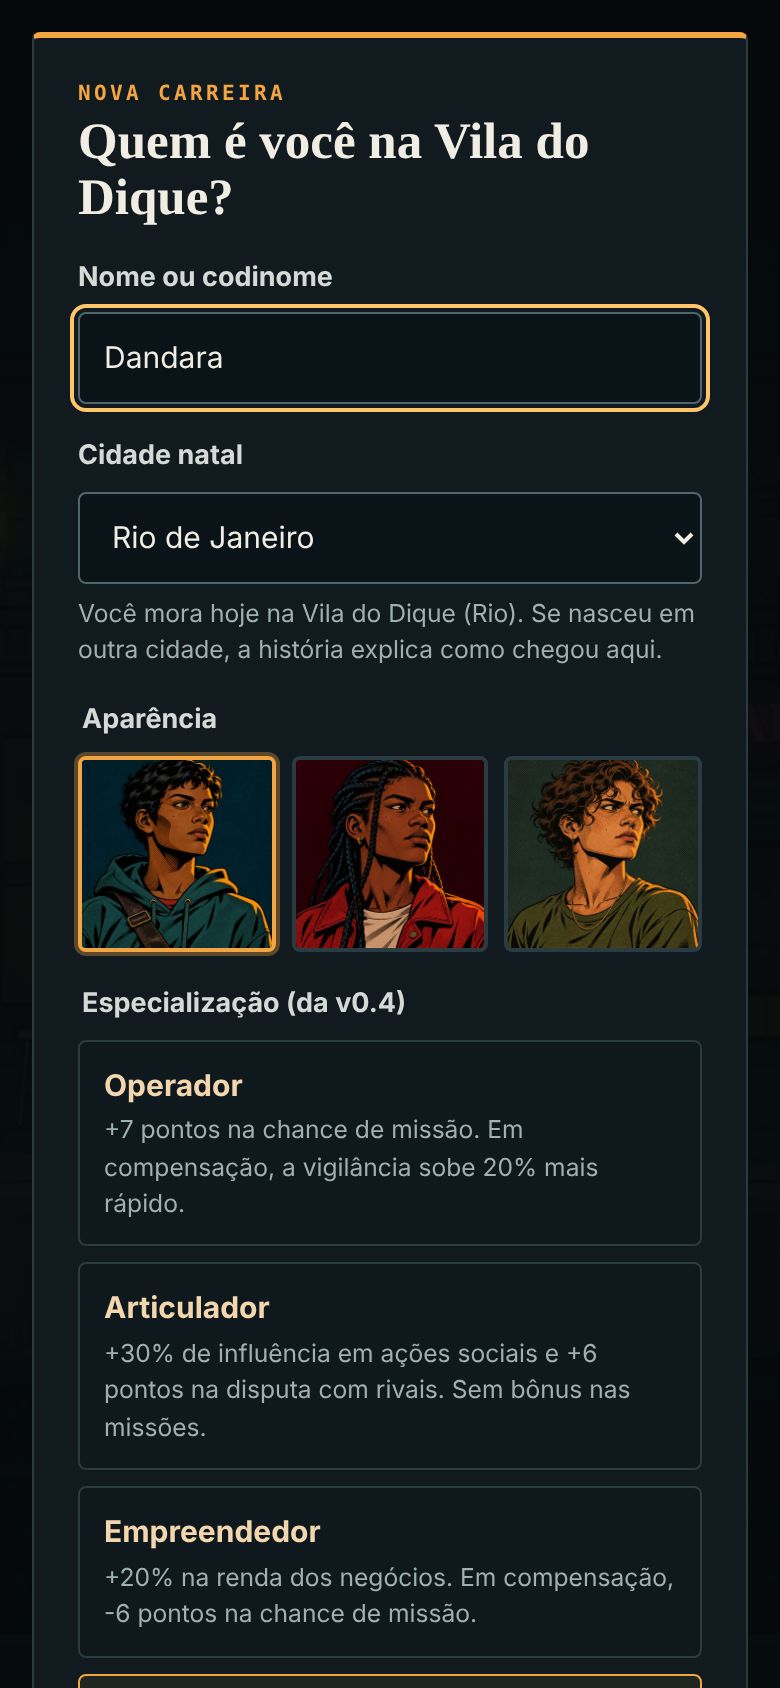 NOVA CARREIRA
Quem é você na Vila do
Dique?
Nome ou codinome
Dandara
Cidade natal
Rio de Janeiro
Você mora hoje na Vila do Dique (Rio). Se nasceu em
outra cidade, a história explica como chegou aqui.
Aparência
Especialização (da v0.4)
Operador
+7 pontos na chance de missão. Em
compensação, a vigilância sobe 20% mais
rápido.
Articulador
+30% de influência em ações sociais e +6
pontos na disputa com rivais. Sem bônus nas
missões.
Empreendedor
+20% na renda dos negócios. Em compensação,
-6 pontos na chance de missão.